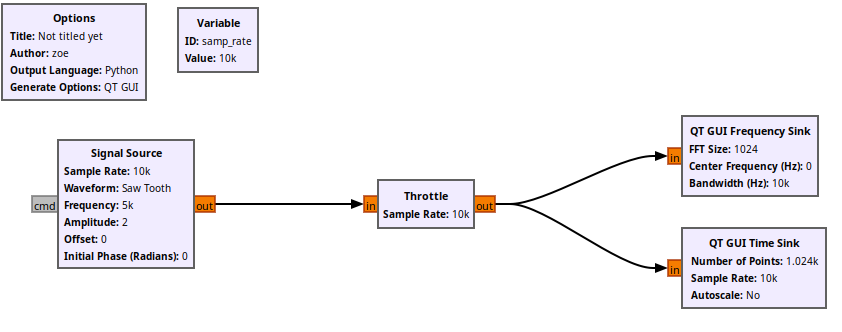 Options
Title: Not titled yet
Author: zoe
Output Language: Python
Generate Options: QT GUI
Variable
ID: samp_rate
Value: 10k
Signal Source
Sample Rate: 10k
Waveform: Saw Tooth
Frequency: 5k
Amplitude: 2
Offset: 0
Initial Phase (Radians): 0
cmd
out
Throttle
Sample Rate: 10k
in
out
QT GUI Frequency Sink
FFT Size: 1024
Center Frequency (Hz): 0
Bandwidth (Hz): 10k
in
QT GUI Time Sink
Number of Points: 1.024k
Sample Rate: 10k
Autoscale: No
in